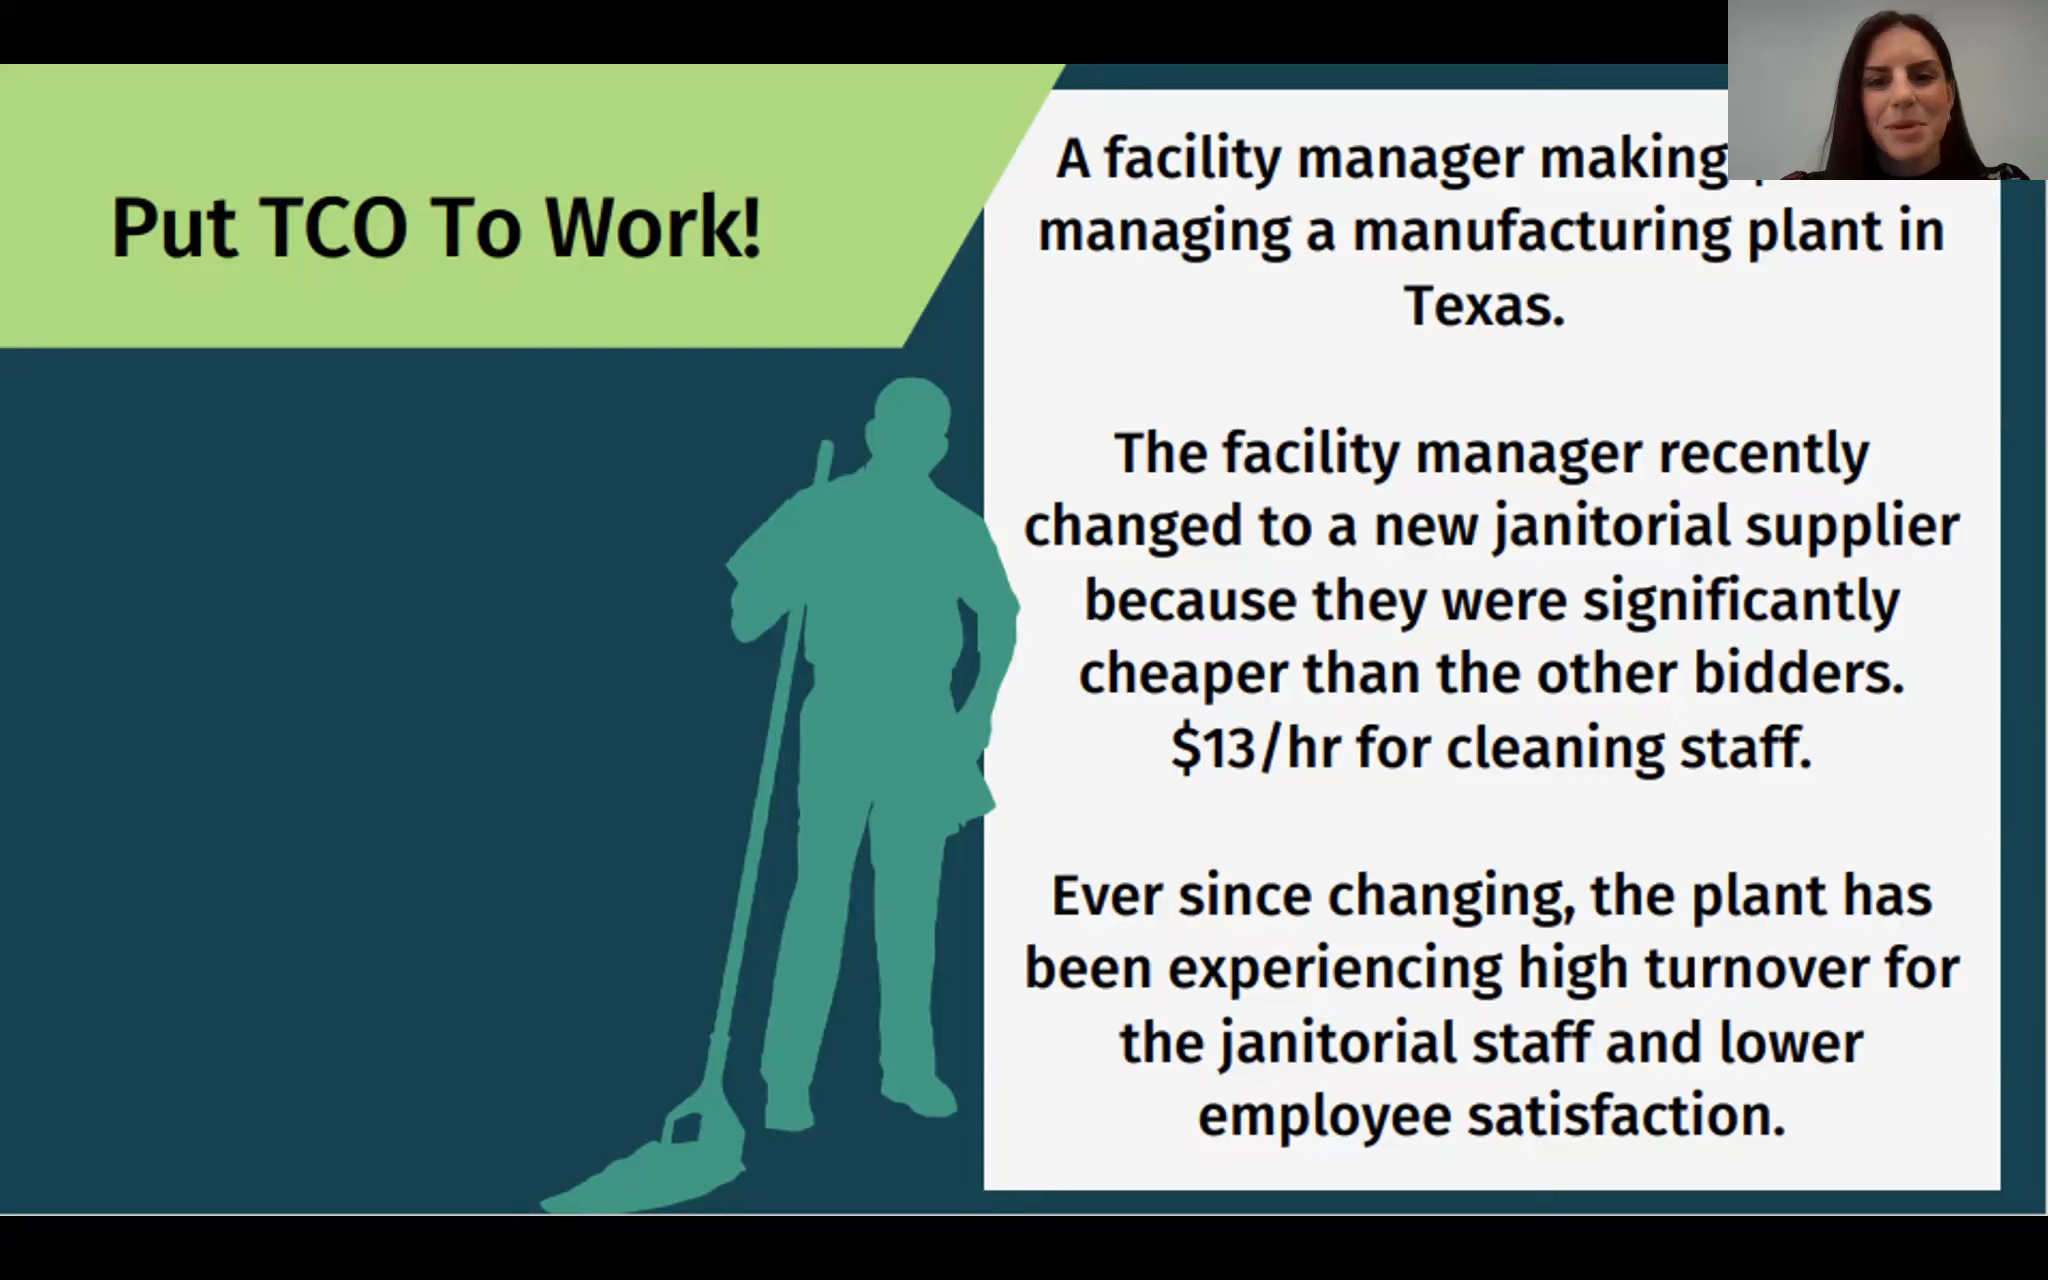 Put TCO To Work!
A facility manager making
managing a manufacturing plant in
Texas.
The facility manager recently
changed to a new janitorial supplier
because they were significantly
cheaper than the other bidders.
$13/hr for cleaning staff.
Ever since changing, the plant has
been experiencing high turnover for
the janitorial staff and lower
employee satisfaction.